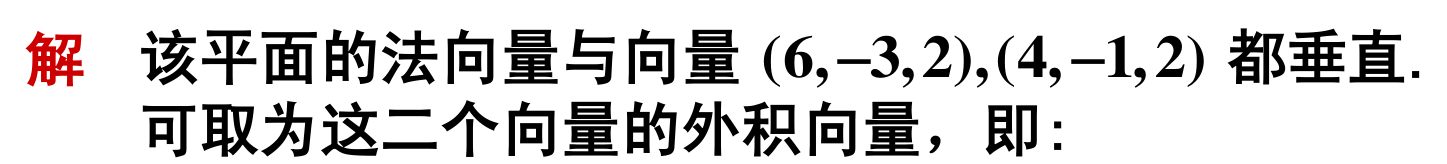 解 该平面的法向量与向量 (6,−3,2),(4,−1,2) 都垂直.
可取为这二个向量的外积向量，即: